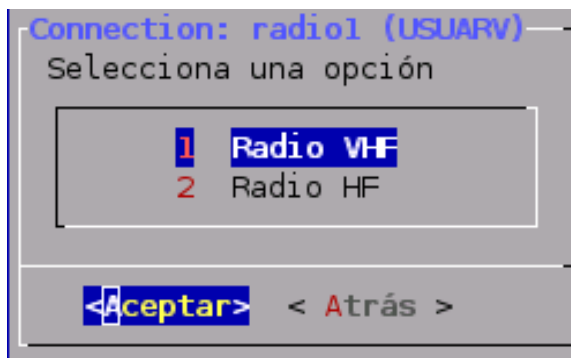 Connection: radio1 (USUARV)
Selecciona una opción
1 Radio VHF
2 Radio HF
<Aceptar> < Atrás >